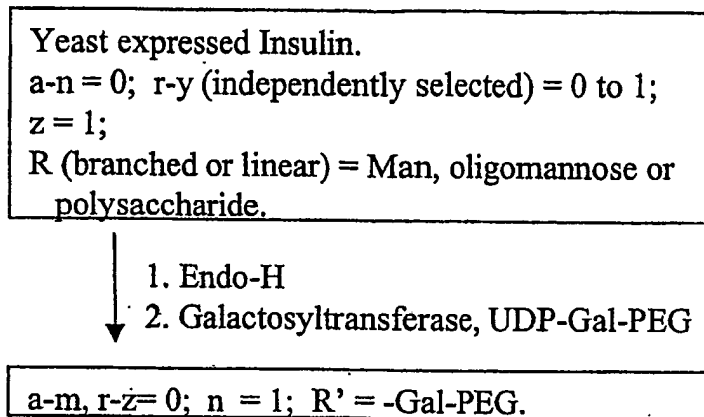 Yeast expressed Insulin.
a-n = 0; r-y (independently selected) = 0 to 1;
z = 1;
R (branched or linear) = Man, oligomannose or
polysaccharide.
1. Endo-H
2. Galactosyltransferase, UDP-Gal-PEG
a-m, r-z= 0; n = 1; R' = -Gal-PEG.